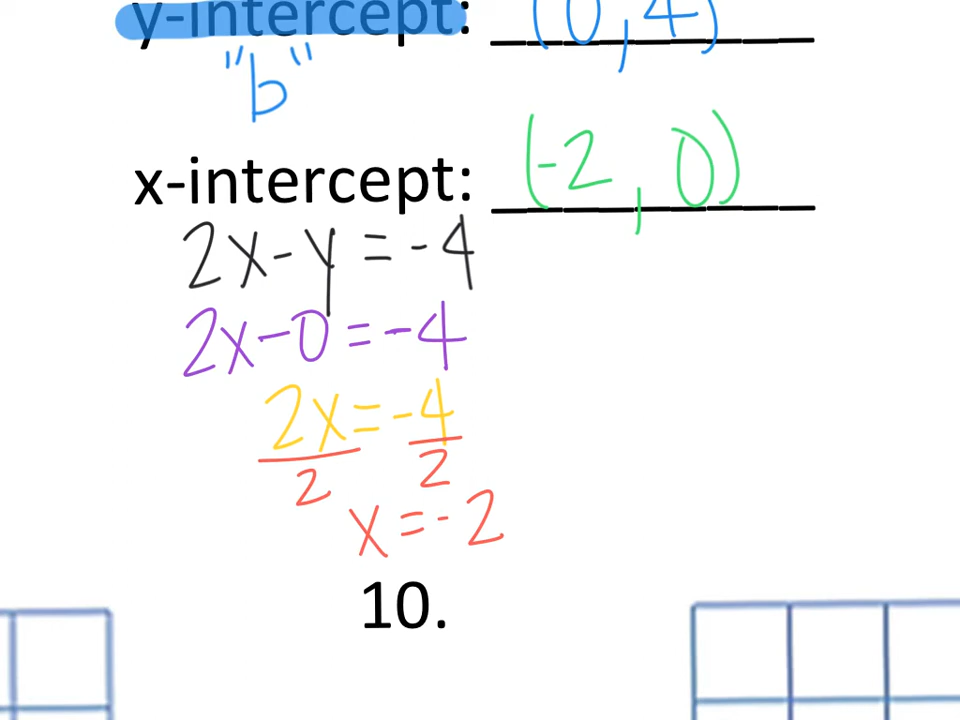 y-intercept: (0,4)
"b"
x-intercept: (-2,0)
2x-y=-4
2x-0=-4
2x=-4
2 2
x=-2
10.